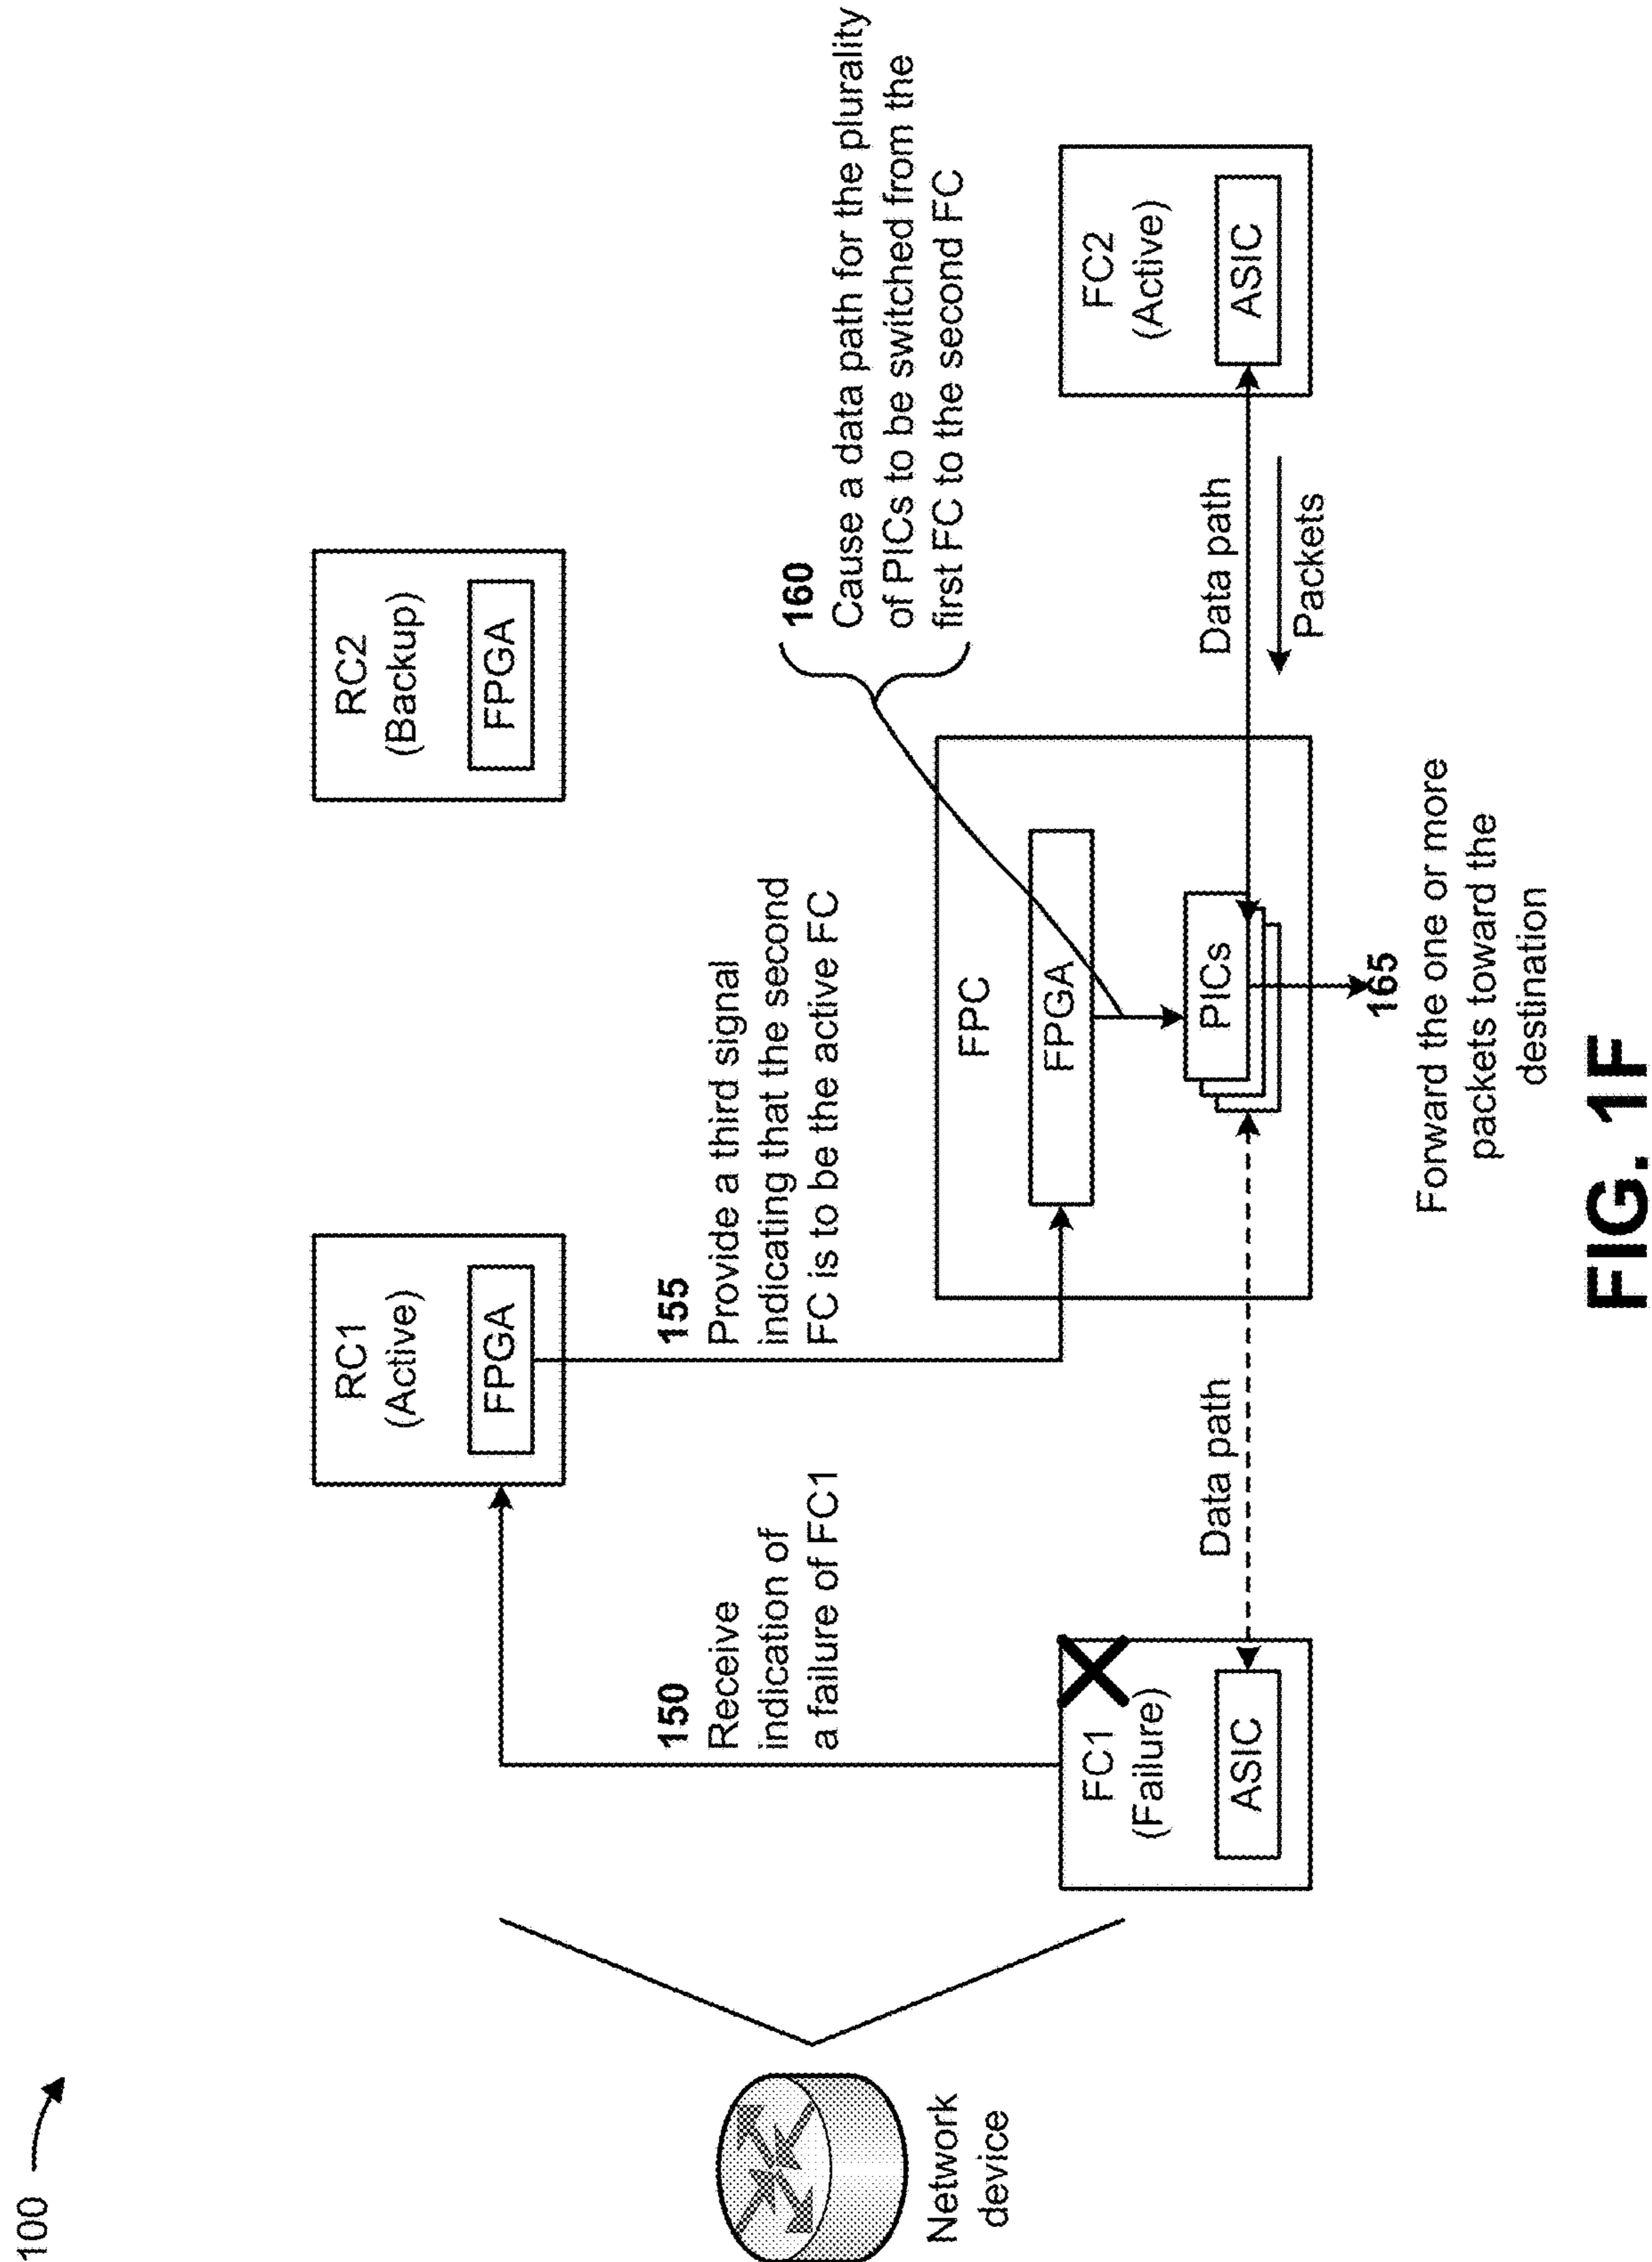 100
RC1
(Active)
FPGA
RC2
(Backup)
FPGA
150
Receive
indication of
a failure of FC1
155
Provide a third signal
indicating that the second
FC is to be the active FC
160
Cause a data path for the plurality
of PICs to be switched from the
first FC to the second FC
Network
device
FC1
(Failure)
ASIC
Data path
FPC
FPGA
PICs
Data path
Packets
FC2
(Active)
ASIC
165
Forward the one or more
packets toward the
destination
FIG. 1F